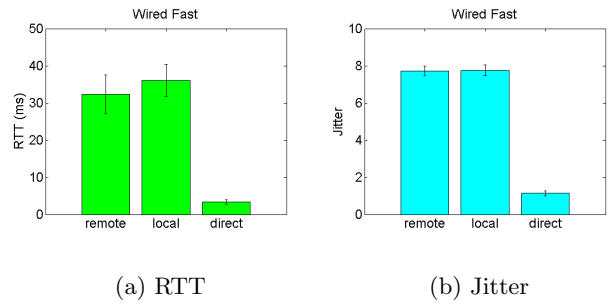 Wired Fast
50
40
30
20
10
0
RTT (ms)
remote local direct
(a) RTT
Wired Fast
10
8
6
4
2
0
Jitter
remote local direct
(b) Jitter